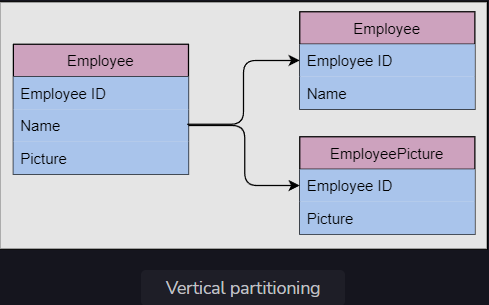 Employee
Employee ID
Name
Picture
Employee
Employee ID
Name
EmployeePicture
Employee ID
Picture
Vertical partitioning